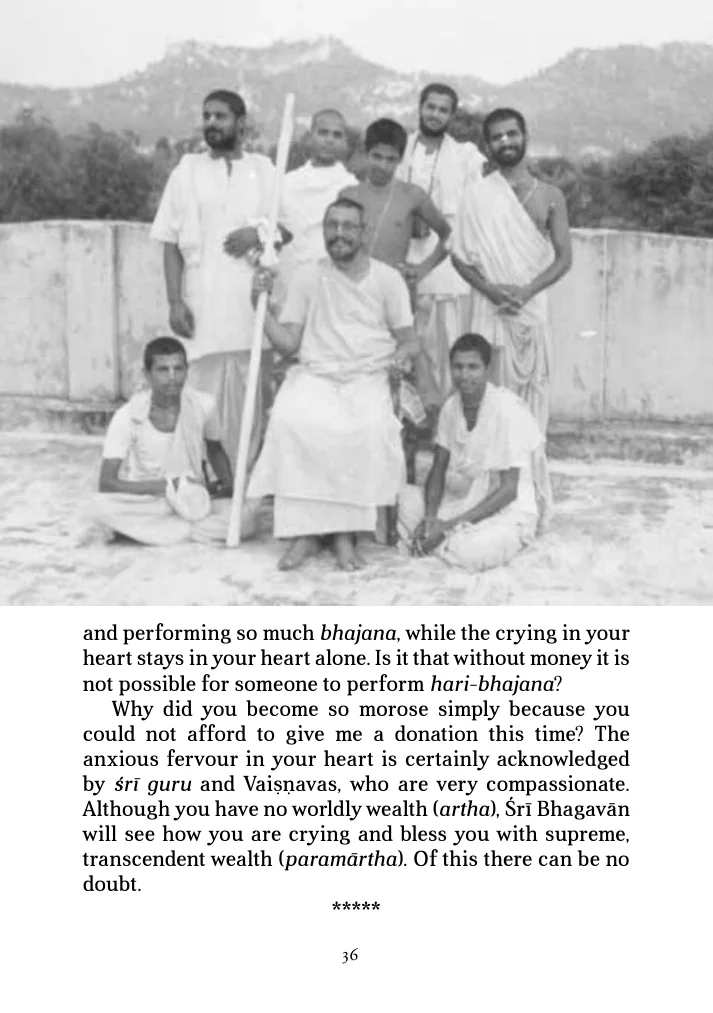 and performing so much bhajana, while the crying in your
heart stays in your heart alone. Is it that without money it is
not possible for someone to perform hari-bhajana?
Why did you become so morose simply because you
could not afford to give me a donation this time? The
anxious fervour in your heart is certainly acknowledged
by śrī guru and Vaiṣṇavas, who are very compassionate.
Although you have no worldly wealth (artha), Śrī Bhagavān
will see how you are crying and bless you with supreme,
transcendent wealth (paramārtha). Of this there can be no
doubt.
*****
36